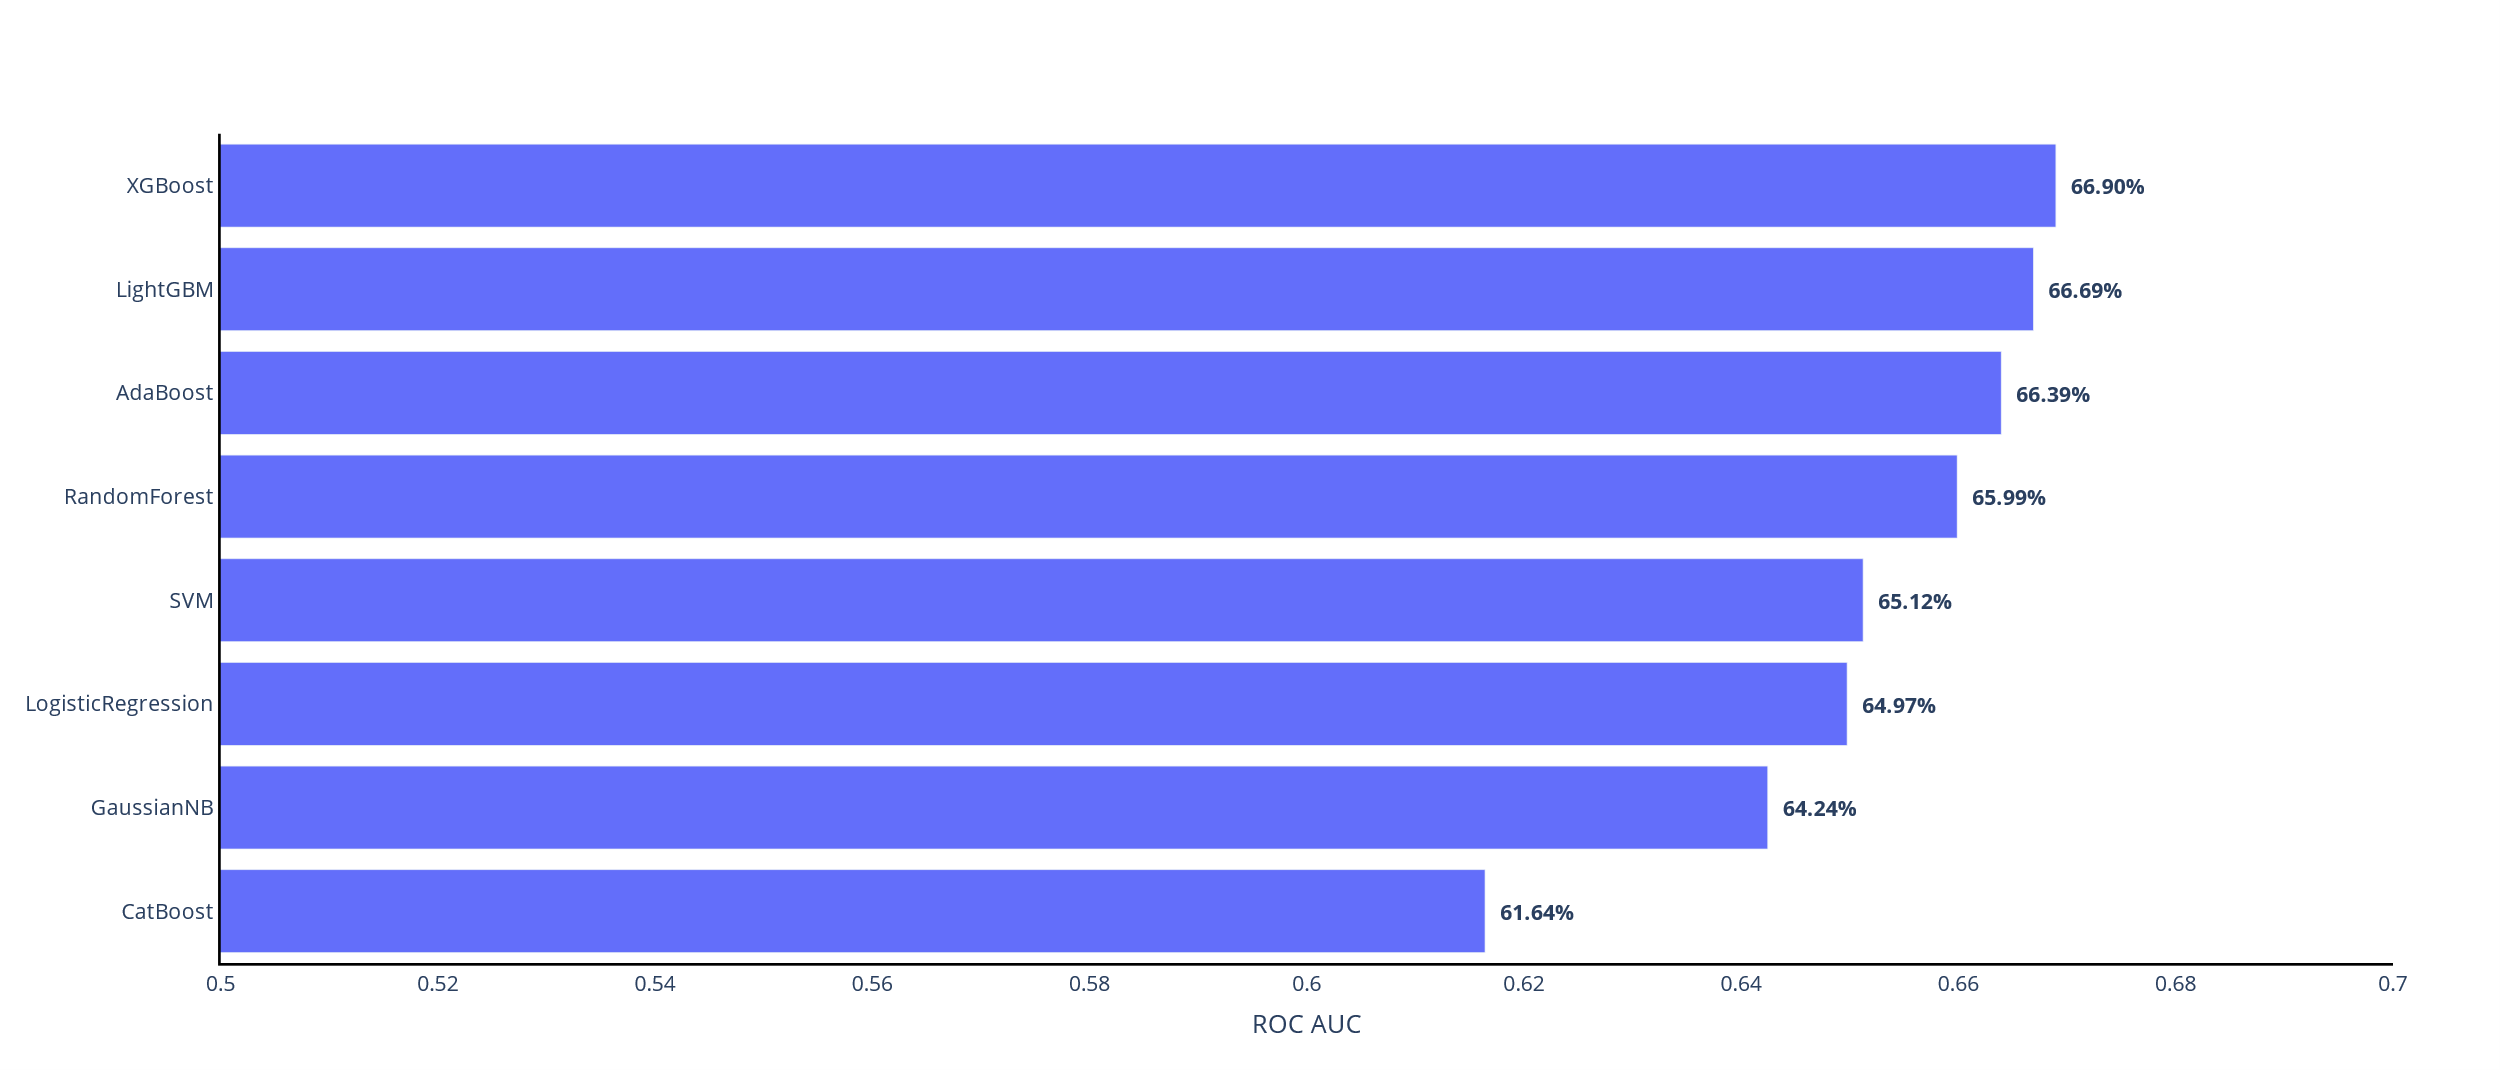 XGBoost 66.90%
LightGBM 66.69%
AdaBoost 66.39%
RandomForest 65.99%
SVM 65.12%
LogisticRegression 64.97%
GaussianNB 64.24%
CatBoost 61.64%
0.5 0.52 0.54 0.56 0.58 0.6 0.62 0.64 0.66 0.68 0.7
ROC AUC